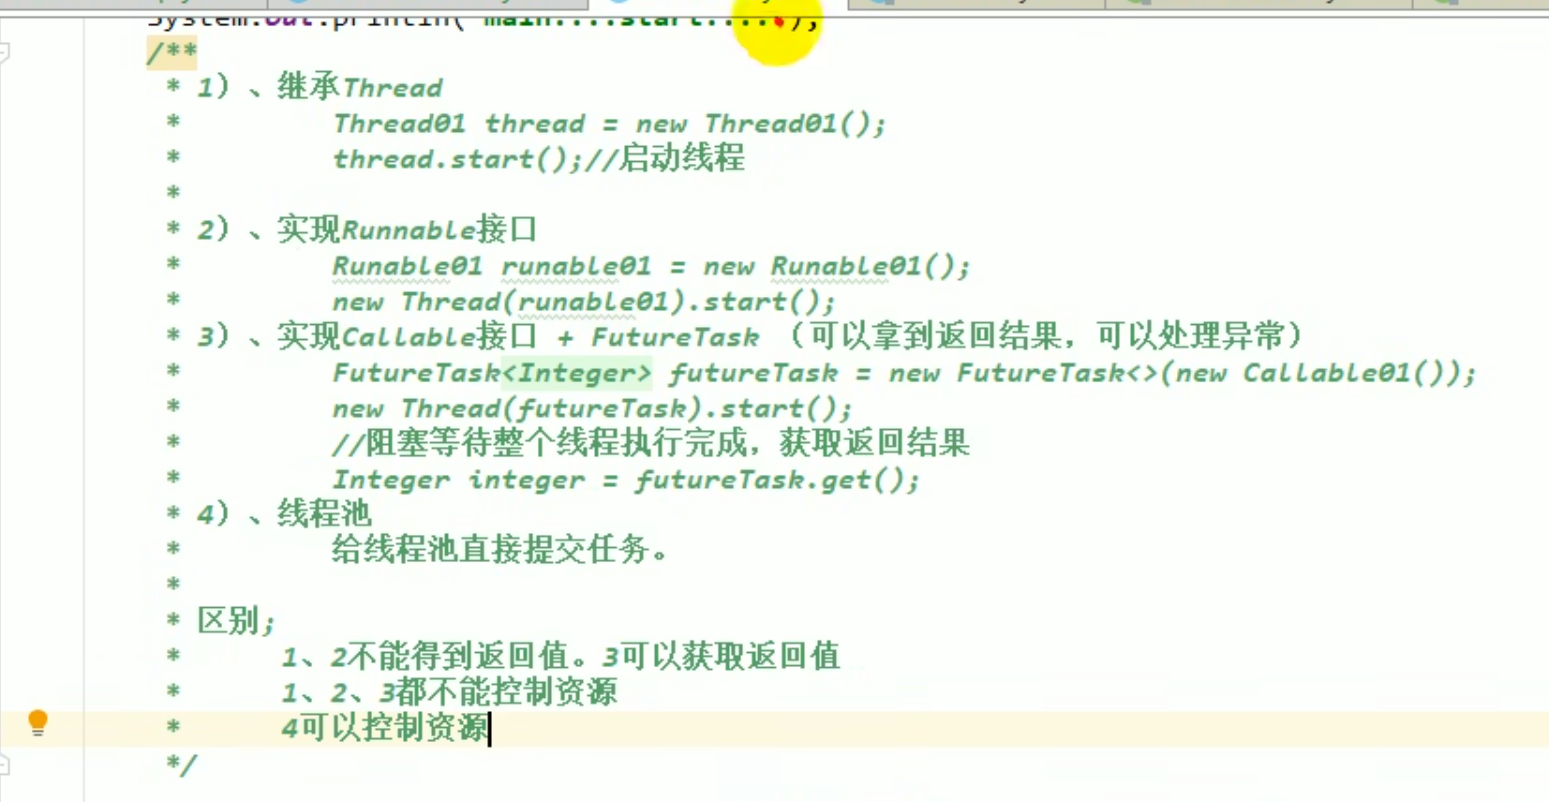 System.out.println("main....start....");
/**
* 1）、继承Thread
* Thread01 thread = new Thread01();
* thread.start();//启动线程
*
* 2）、实现Runnable接口
* Runable01 runable01 = new Runable01();
* new Thread(runable01).start();
* 3）、实现Callable接口 + FutureTask （可以拿到返回结果，可以处理异常）
* FutureTask<Integer> futureTask = new FutureTask<>(new Callable01());
* new Thread(futureTask).start();
* //阻塞等待整个线程执行完成，获取返回结果
* Integer integer = futureTask.get();
* 4）、线程池
* 给线程池直接提交任务。
*
* 区别;
* 1、2不能得到返回值。3可以获取返回值
* 1、2、3都不能控制资源
* 4可以控制资源
*/